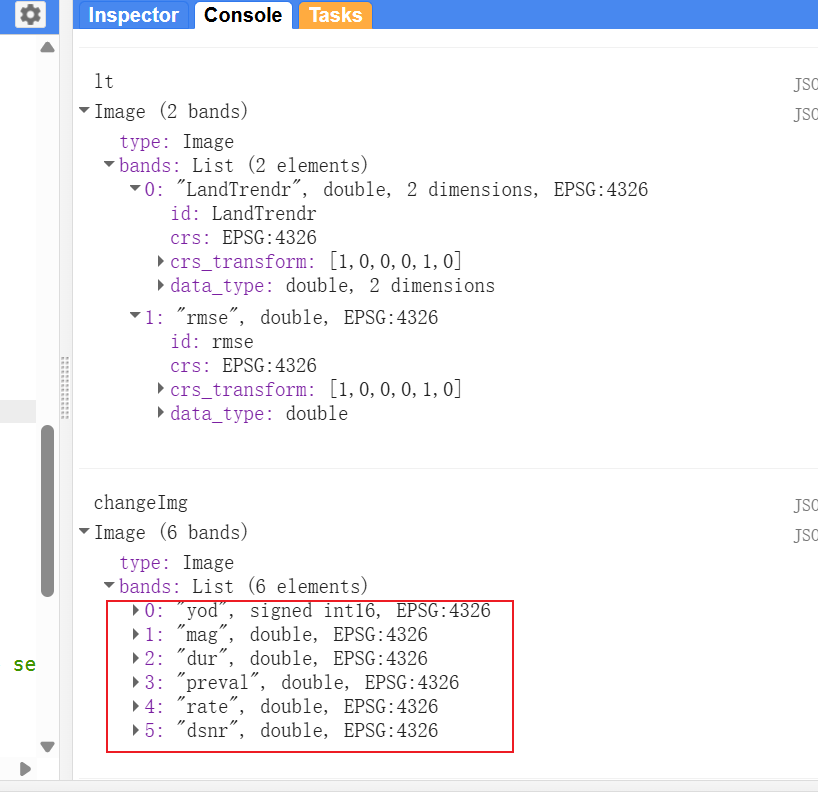 Inspector Console Tasks
lt
JSO
Image (2 bands)
JSO
type: Image
bands: List (2 elements)
0: "LandTrendr", double, 2 dimensions, EPSG:4326
id: LandTrendr
crs: EPSG:4326
crs_transform: [1,0,0,0,1,0]
data_type: double, 2 dimensions
1: "rmse", double, EPSG:4326
id: rmse
crs: EPSG:4326
crs_transform: [1,0,0,0,1,0]
data_type: double
changeImg
JSO
Image (6 bands)
JSO
type: Image
bands: List (6 elements)
0: "yod", signed int16, EPSG:4326
1: "mag", double, EPSG:4326
2: "dur", double, EPSG:4326
se
3: "preval", double, EPSG:4326
4: "rate", double, EPSG:4326
5: "dsnr", double, EPSG:4326